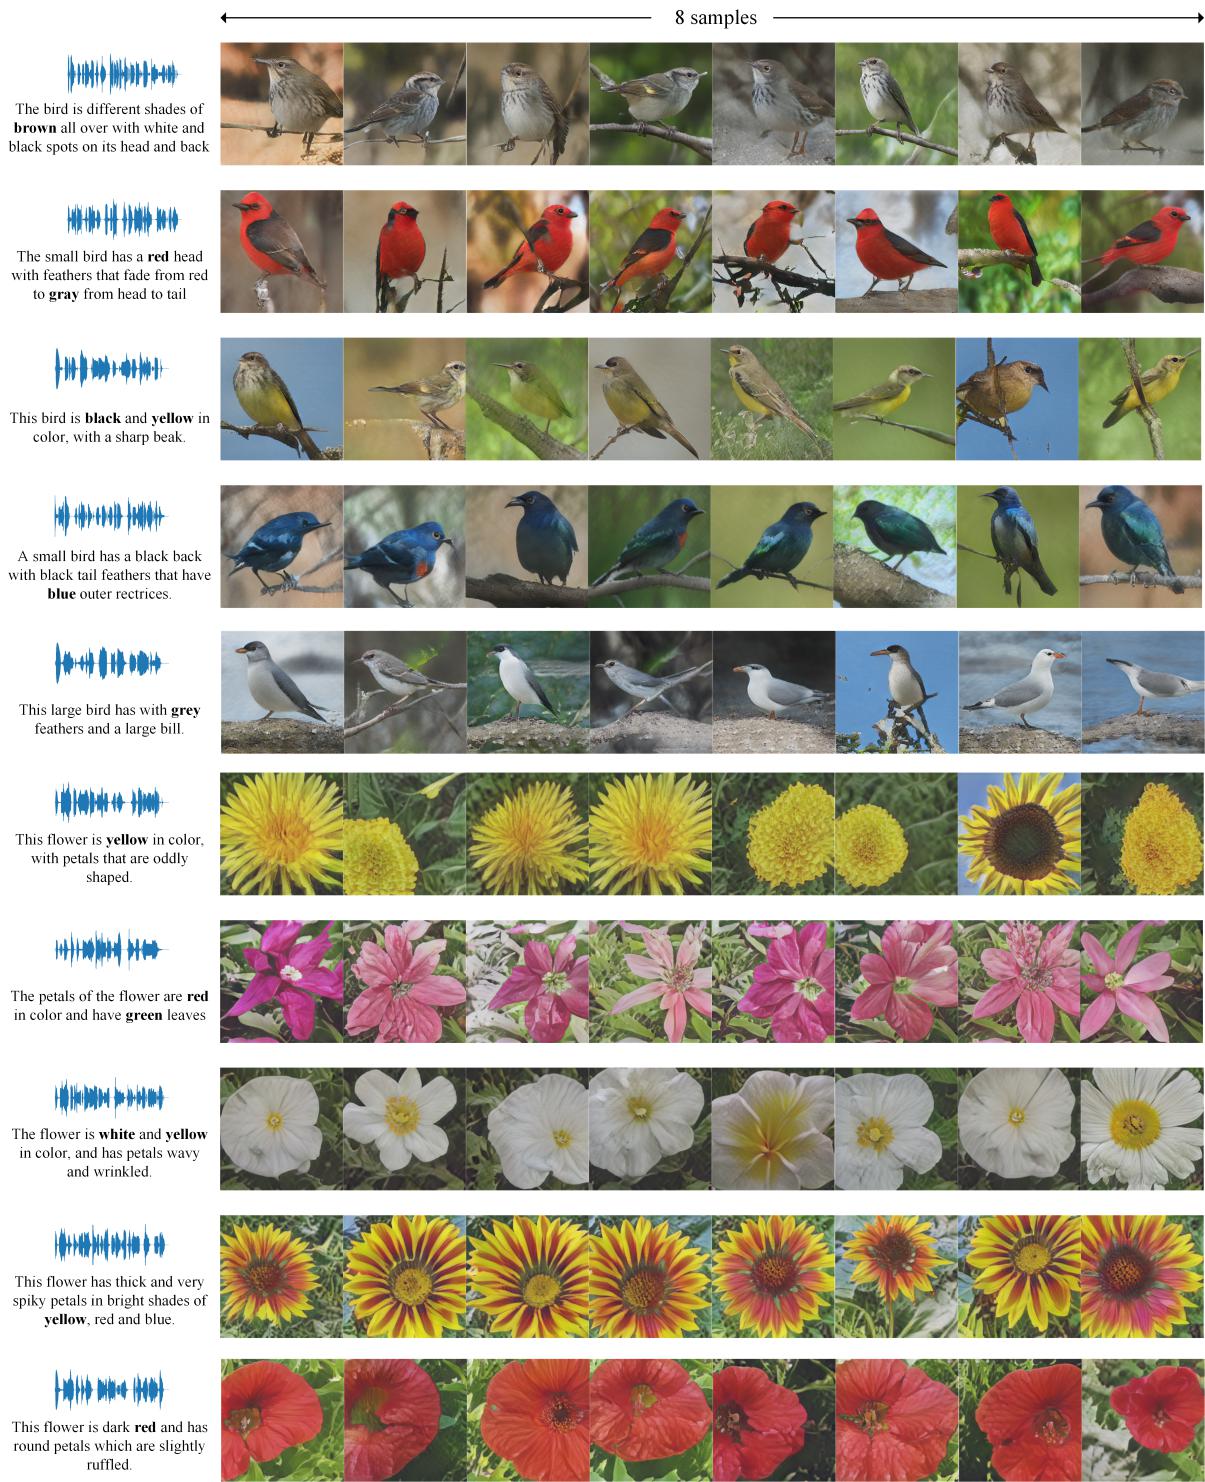 8 samples
The bird is different shades of
brown all over with white and
black spots on its head and back
The small bird has a red head
with feathers that fade from red
to gray from head to tail
This bird is black and yellow in
color, with a sharp beak.
A small bird has a black back
with black tail feathers that have
blue outer rectrices.
This large bird has with grey
feathers and a large bill.
This flower is yellow in color,
with petals that are oddly
shaped.
The petals of the flower are red
in color and have green leaves
The flower is white and yellow
in color, and has petals wavy
and wrinkled.
This flower has thick and very
spiky petals in bright shades of
yellow, red and blue.
This flower is dark red and has
round petals which are slightly
ruffled.